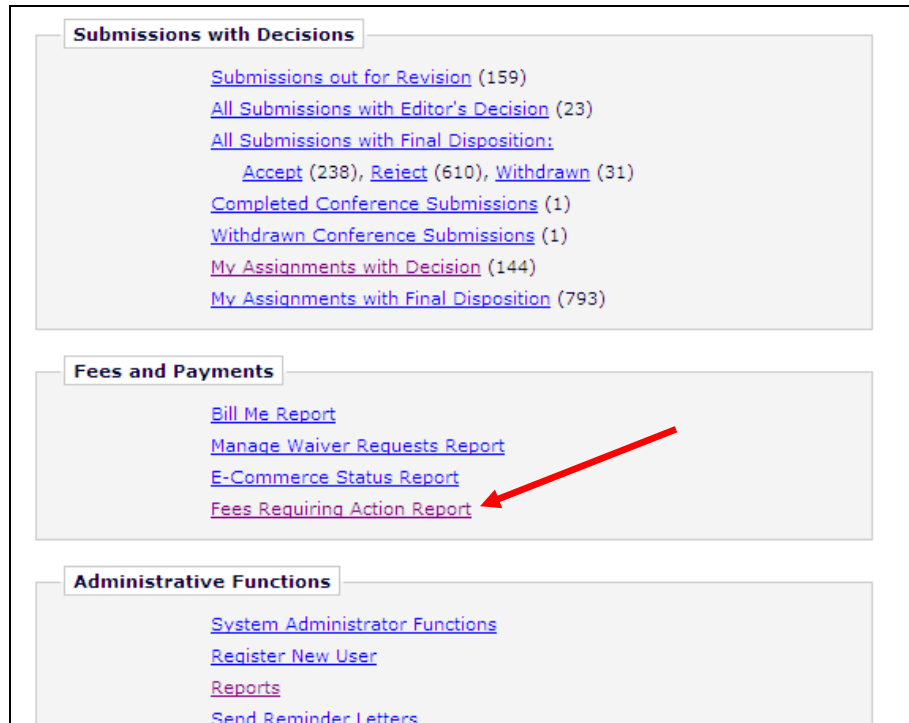 Submissions with Decisions
Submissions out for Revision (159)
All Submissions with Editor's Decision (23)
All Submissions with Final Disposition:
Accept (238), Reject (610), Withdrawn (31)
Completed Conference Submissions (1)
Withdrawn Conference Submissions (1)
My Assignments with Decision (144)
My Assignments with Final Disposition (793)
Fees and Payments
Bill Me Report
Manage Waiver Requests Report
E-Commerce Status Report
Fees Requiring Action Report
Administrative Functions
System Administrator Functions
Register New User
Reports
Send Reminder Letters